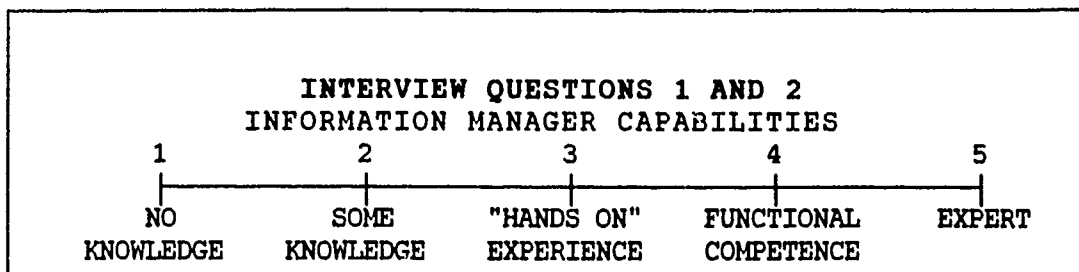 INTERVIEW QUESTIONS 1 AND 2
INFORMATION MANAGER CAPABILITIES
1 2 3 4 5
NO SOME "HANDS ON" FUNCTIONAL EXPERT
KNOWLEDGE KNOWLEDGE EXPERIENCE COMPETENCE